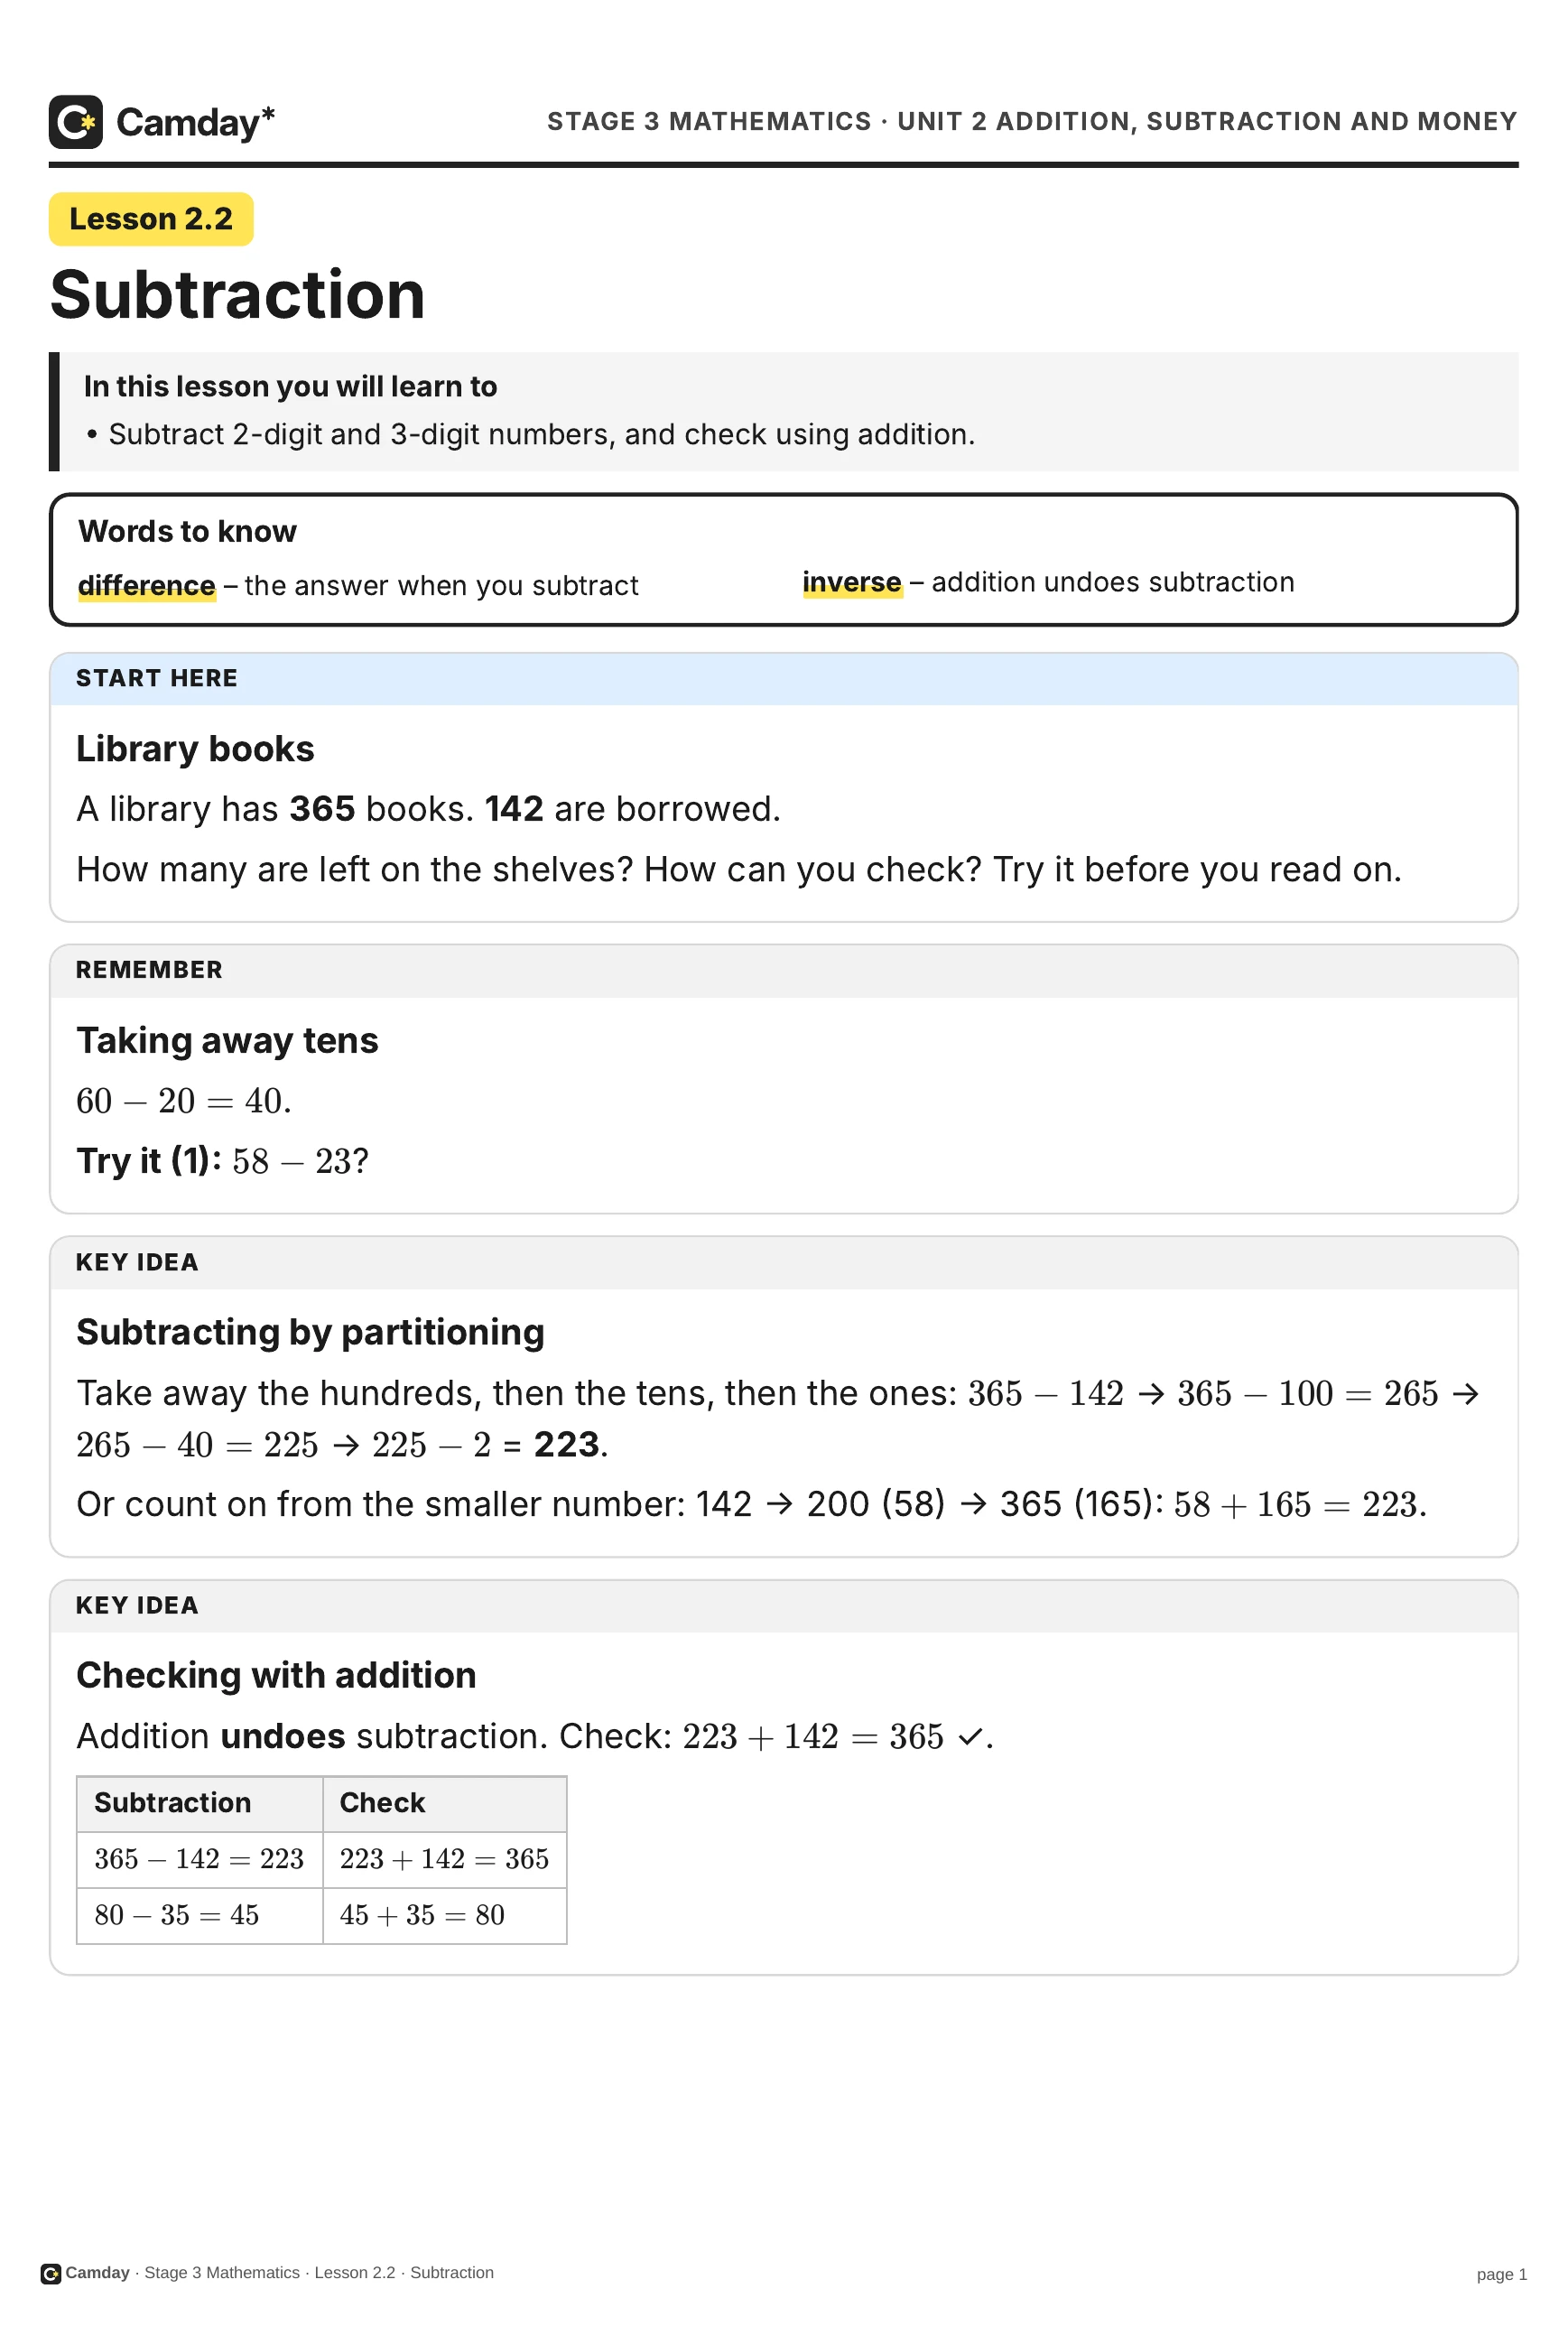 Camday*
STAGE 3 MATHEMATICS · UNIT 2 ADDITION, SUBTRACTION AND MONEY
Lesson 2.2
Subtraction
In this lesson you will learn to
• Subtract 2-digit and 3-digit numbers, and check using addition.
Words to know
difference – the answer when you subtract
inverse – addition undoes subtraction
START HERE
Library books
A library has 365 books. 142 are borrowed.
How many are left on the shelves? How can you check? Try it before you read on.
REMEMBER
Taking away tens
60 − 20 = 40.
Try it (1): 58 − 23?
KEY IDEA
Subtracting by partitioning
Take away the hundreds, then the tens, then the ones: 365 − 142 → 365 − 100 = 265 →
265 − 40 = 225 → 225 − 2 = 223.
Or count on from the smaller number: 142 → 200 (58) → 365 (165): 58 + 165 = 223.
KEY IDEA
Checking with addition
Addition undoes subtraction. Check: 223 + 142 = 365 ✓.
Subtraction Check
365 − 142 = 223 223 + 142 = 365
80 − 35 = 45 45 + 35 = 80
Camday · Stage 3 Mathematics · Lesson 2.2 · Subtraction
page 1